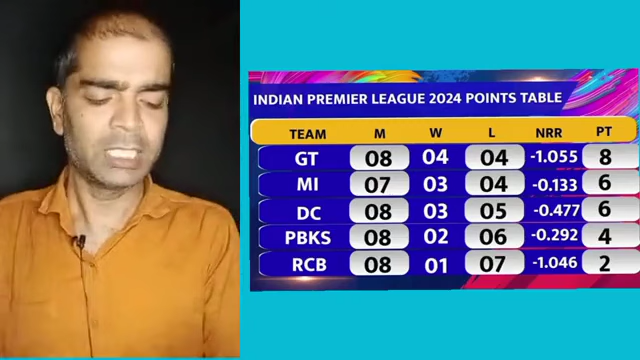 INDIAN PREMIER LEAGUE 2024 POINTS TABLE
TEAM M W L NRR PT
GT 08 04 04 -1.055 8
MI 07 03 04 -0.133 6
DC 08 03 05 -0.477 6
PBKS 08 02 06 -0.292 4
RCB 08 01 07 -1.046 2